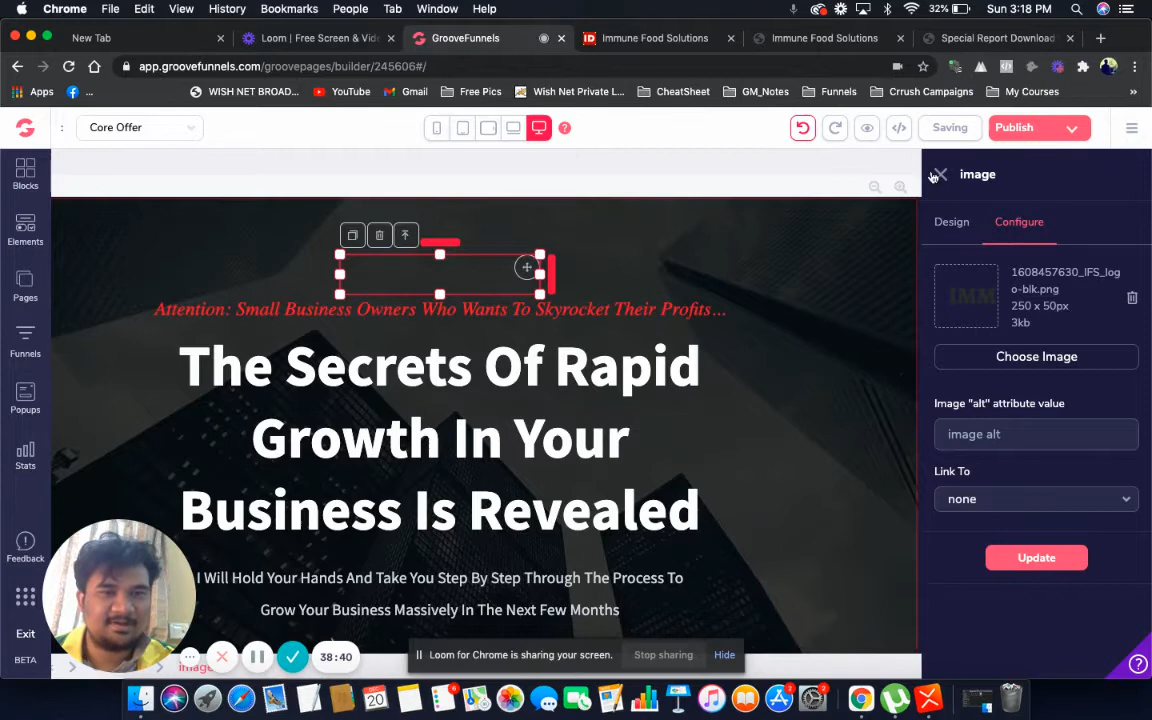 Chrome File Edit View History Bookmarks People Tab Window Help 32% Sun 3:18 PM
New Tab Loom | Free Screen & Vid GrooveFunnels Immune Food Solutions Immune Food Solutions Special Report Download
app.groovefunnels.com/groovepages/builder/245606#/
Apps ... WISH NET BROAD... YouTube Gmail Free Pics Wish Net Private L... CheatSheet GM_Notes Funnels Crrush Campaigns My Courses »
: Core Offer Saving Publish
Blocks
Elements
Pages
Funnels
Popups
Stats
Feedback
Exit
BETA
Attention: Small Business Owners Who Wants To Skyrocket Their Profits...
The Secrets Of Rapid
Growth In Your
Business Is Revealed
I Will Hold Your Hands And Take You Step By Step Through The Process To
Grow Your Business Massively In The Next Few Months
image
Design Configure
IMM
1608457630_IFS_log
o-blk.png
250 x 50px
3kb
Choose Image
Image "alt" attribute value
image alt
Link To
none
Update
38:40
Loom for Chrome is sharing your screen. Stop sharing Hide